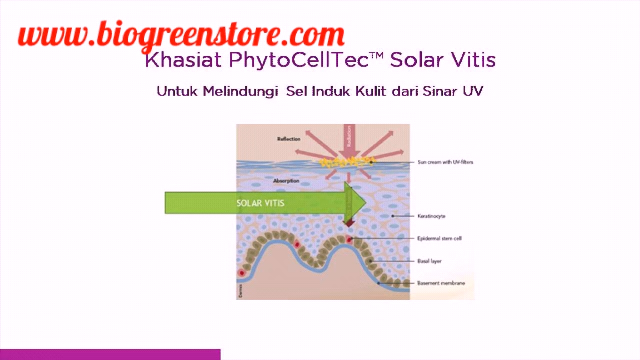 www.biogreenstore.com
Khasiat PhytoCellTec™ Solar Vitis
Untuk Melindungi Sel Induk Kulit dari Sinar UV
Reflection
Radiation
Sun cream with UV-filters
Absorption
SOLAR VITIS
Keratinocyte
Epidermal stem cell
Basal layer
Basement membrane